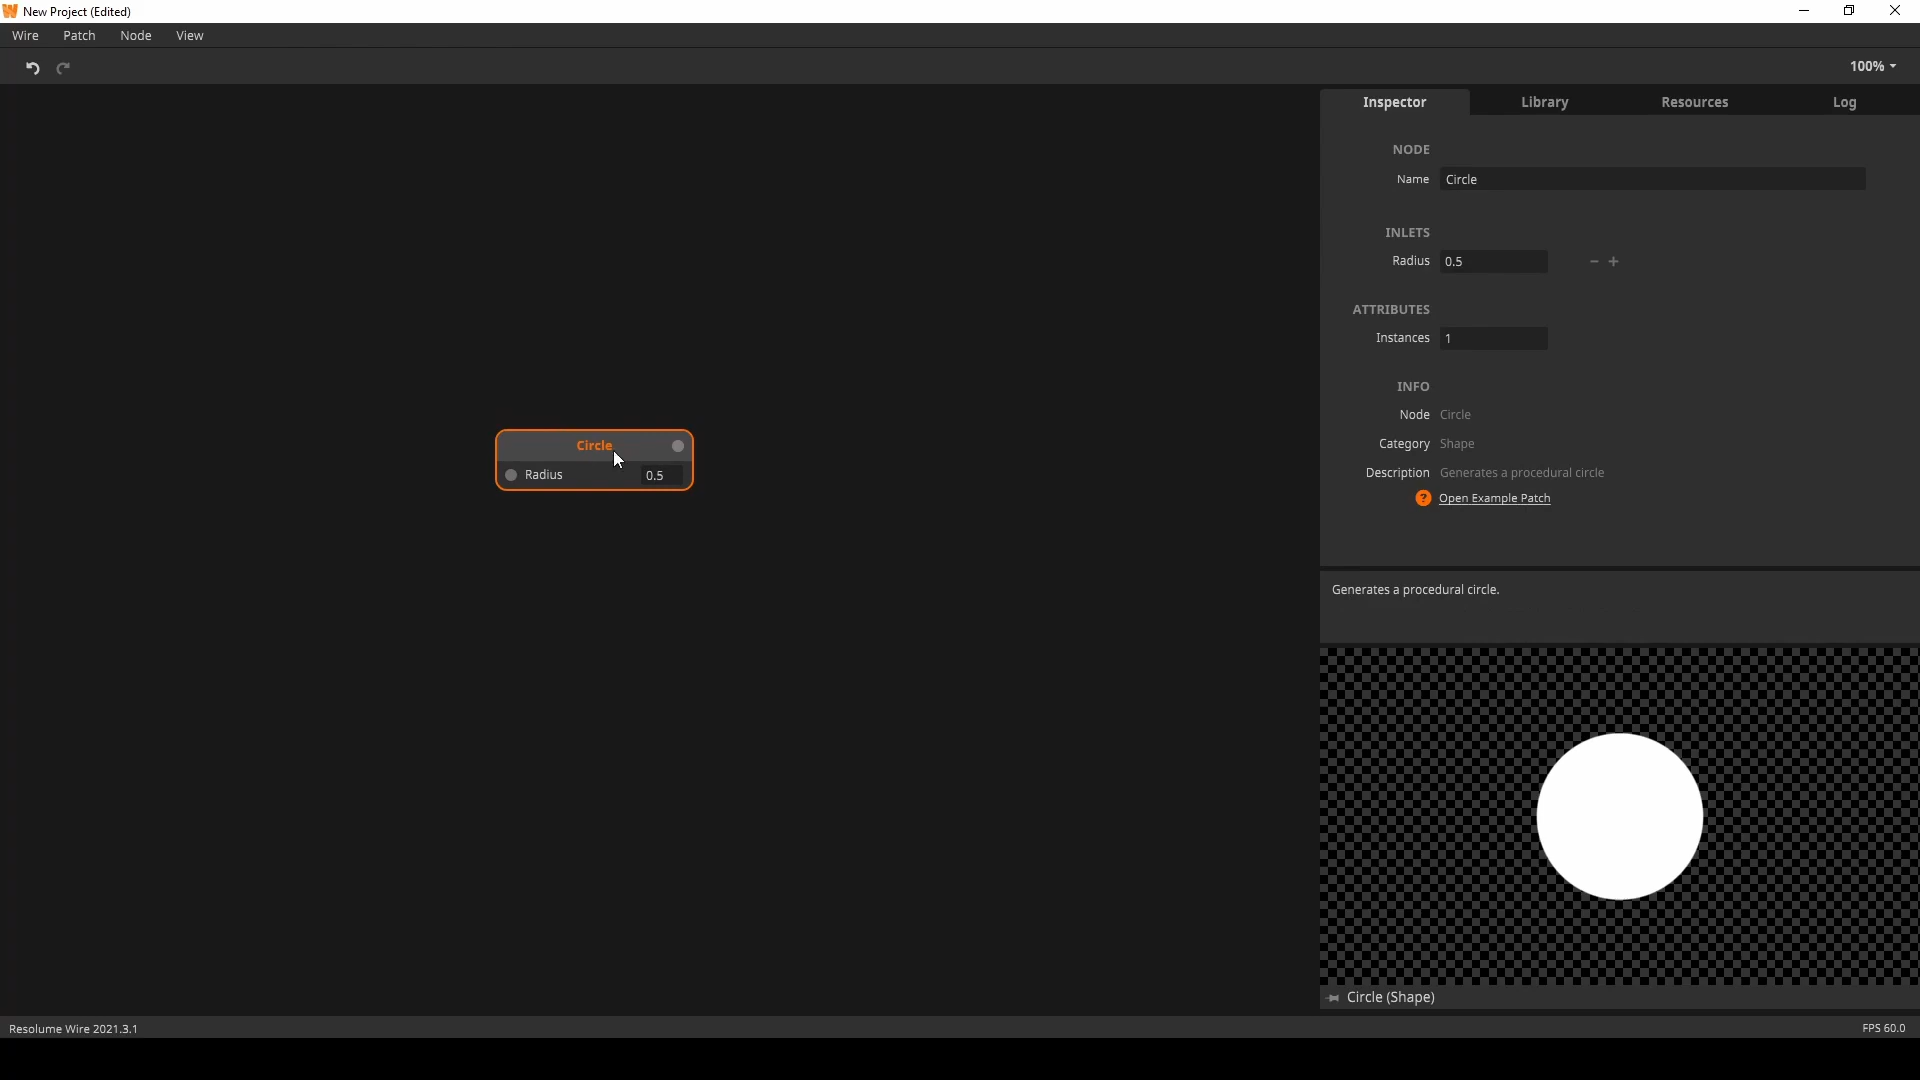 New Project (Edited)
Wire Patch Node View
100%
Inspector Library Resources Log
NODE
Name Circle
INLETS
Radius 0.5 − +
ATTRIBUTES
Instances 1
INFO
Node Circle
Category Shape
Description Generates a procedural circle
? Open Example Patch
Circle
Radius 0.5
Generates a procedural circle.
Circle (Shape)
Resolume Wire 2021.3.1
FPS 60.0